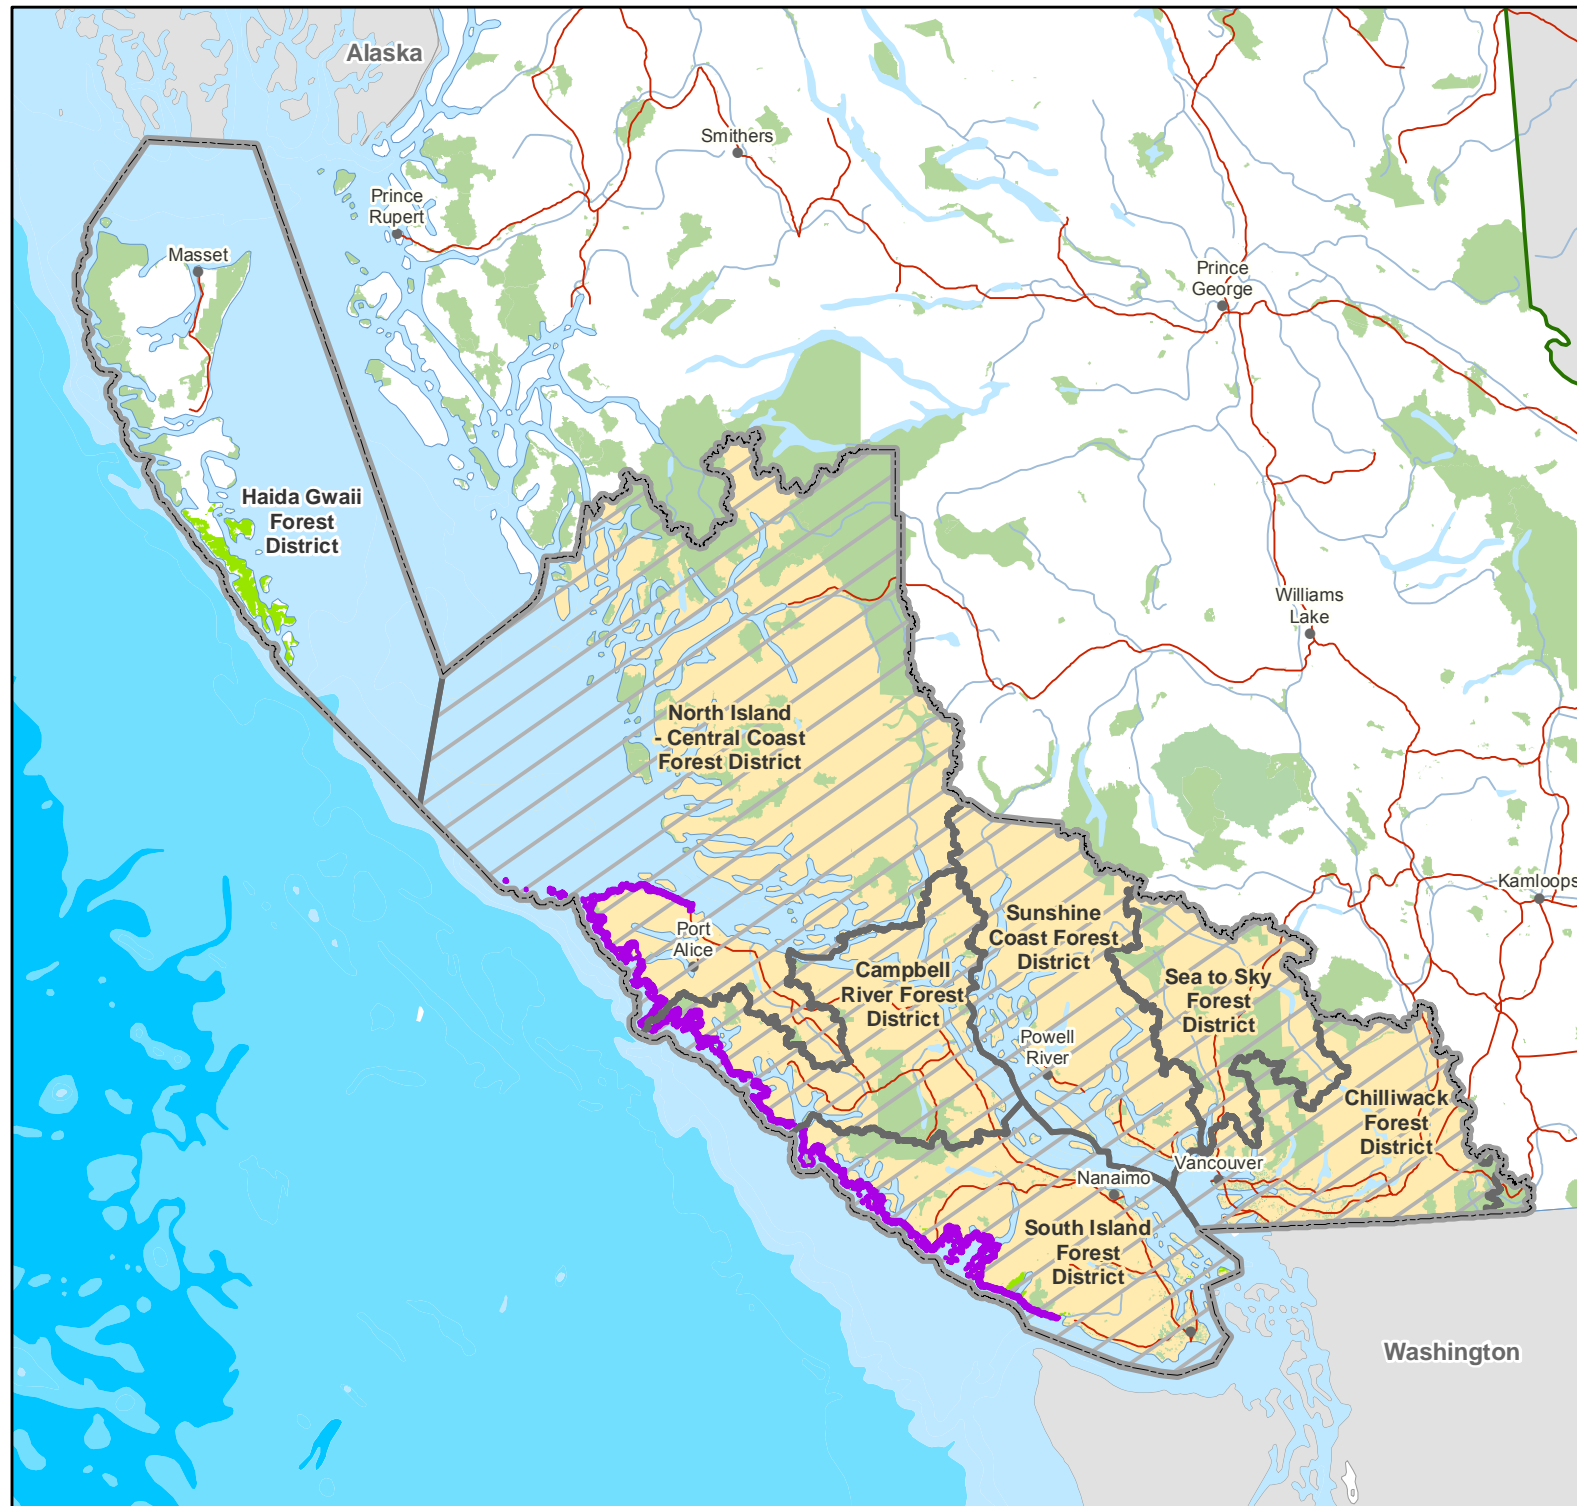 Alaska
Smithers
Prince
Rupert
Masset
Prince
George
Haida Gwaii
Forest
District
Williams
Lake
North Island
- Central Coast
Forest District
Kamloops
Port
Alice
Sunshine
Coast Forest
District
Campbell
River Forest
District
Sea to Sky
Forest
District
Powell
River
Chilliwack
Forest
District
Vancouver
Nanaimo
South Island
Forest
District
Washington